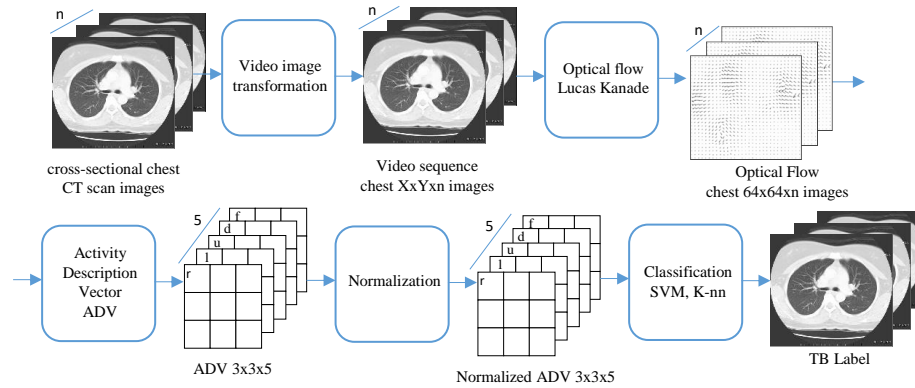 n
Video image
transformation
n
Optical flow
Lucas Kanade
n
cross-sectional chest
CT scan images
Video sequence
chest XxYxn images
Optical Flow
chest 64x64xn images
Activity
Description
Vector
ADV
5
f
d
u
l
r
ADV 3x3x5
Normalization
5
f
d
u
l
r
Normalized ADV 3x3x5
Classification
SVM, K-nn
TB Label